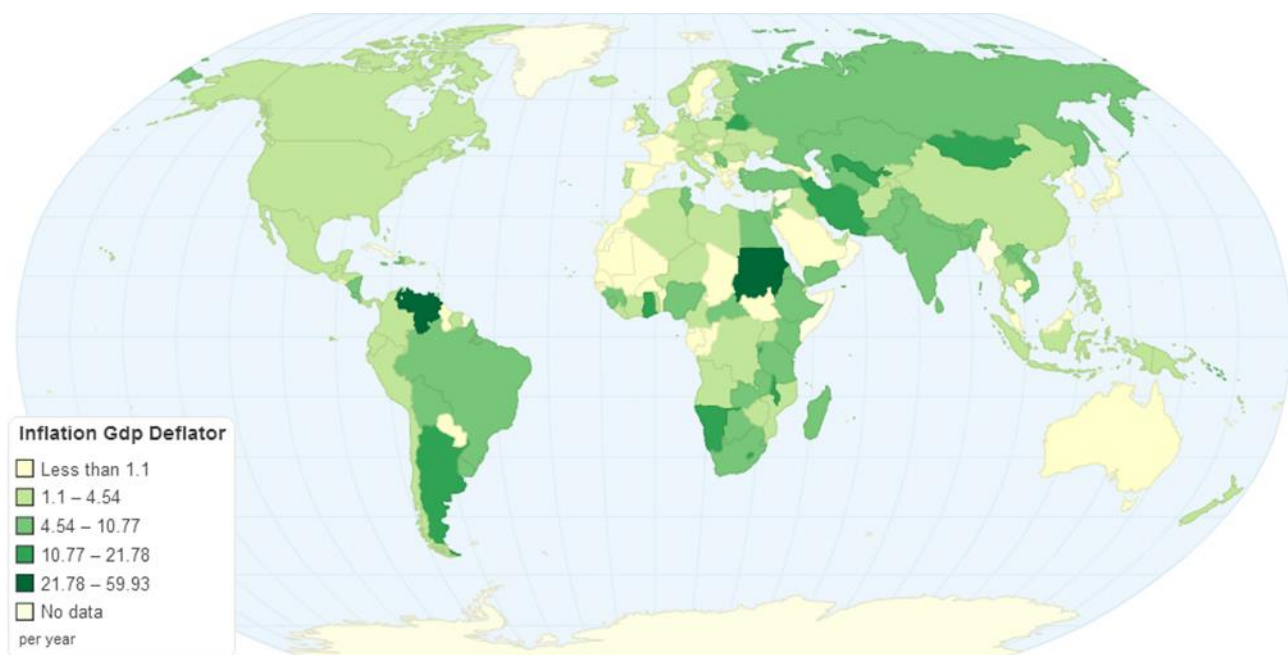 Inflation Gdp Deflator
Less than 1.1
1.1 – 4.54
4.54 – 10.77
10.77 – 21.78
21.78 – 59.93
No data
per year